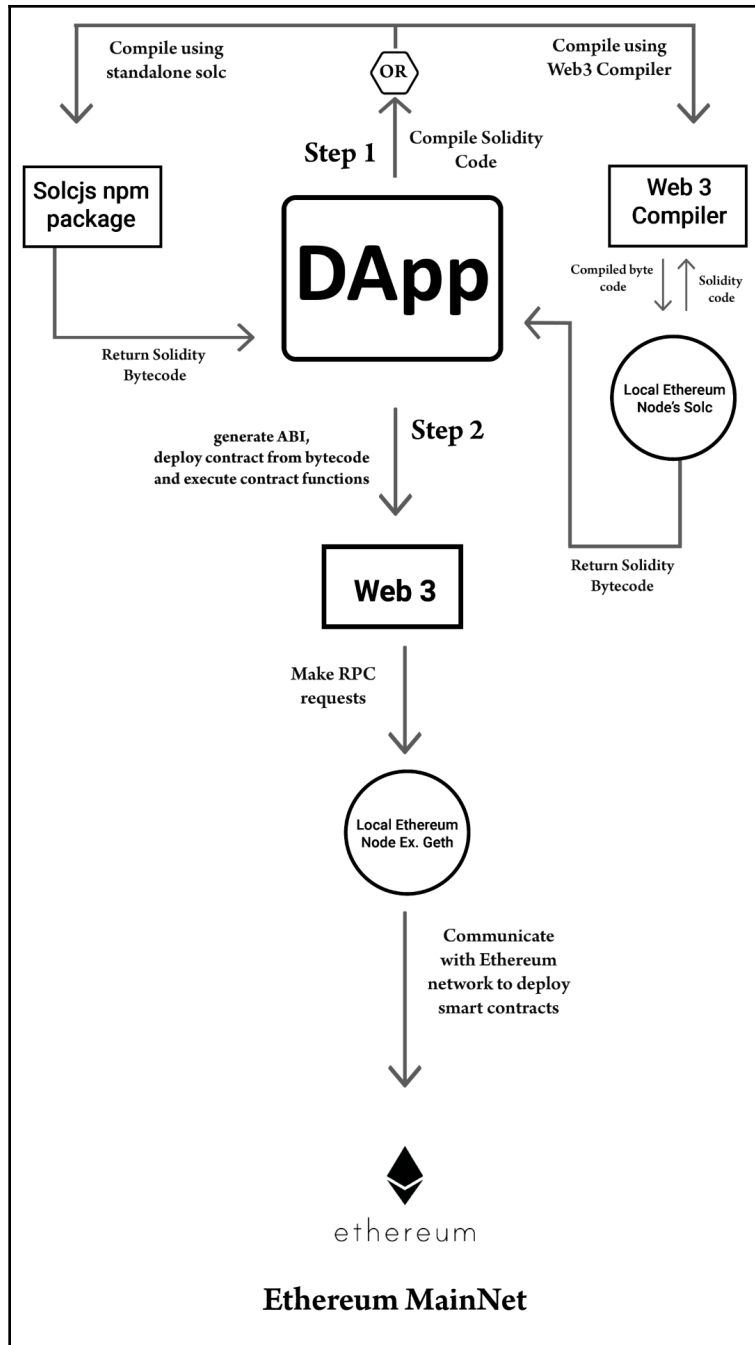 Compile using
standalone solc
OR
Compile using
Web3 Compiler
Step 1
Compile Solidity
Code
Solcjs npm
package
DApp
Web 3
Compiler
Compiled byte
code
Solidity
code
Return Solidity
Bytecode
Local Ethereum
Node's Solc
generate ABI,
deploy contract from bytecode
and execute contract functions
Step 2
Return Solidity
Bytecode
Web 3
Make RPC
requests
Local Ethereum
Node Ex. Geth
Communicate
with Ethereum
network to deploy
smart contracts
ethereum
Ethereum MainNet